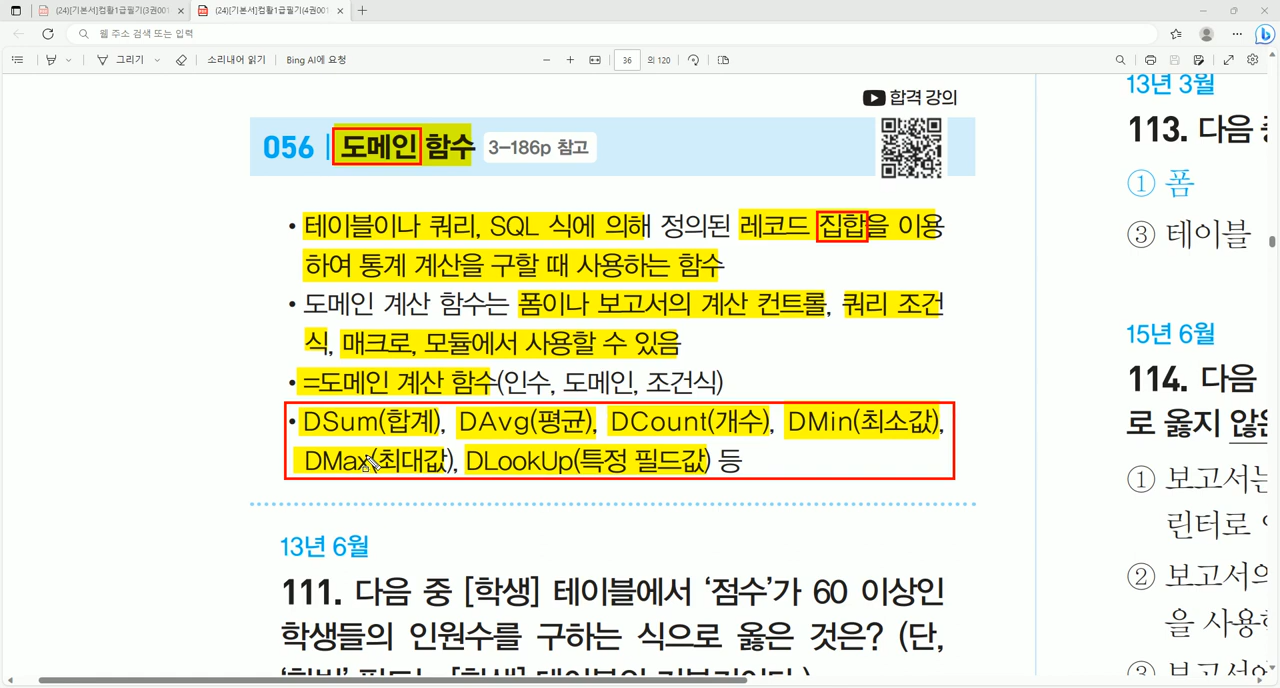 (24)[기본서]컴활1급필기(3권001
(24)[기본서]컴활1급필기(4권001
웹 주소 검색 또는 입력
그리기
소리내어 읽기
Bing AI에 요청
36
의 120
합격 강의
056 도메인 함수 3-186p 참고
• 테이블이나 쿼리, SQL 식에 의해 정의된 레코드 집합을 이용
하여 통계 계산을 구할 때 사용하는 함수
• 도메인 계산 함수는 폼이나 보고서의 계산 컨트롤, 쿼리 조건
식, 매크로, 모듈에서 사용할 수 있음
• =도메인 계산 함수(인수, 도메인, 조건식)
• DSum(합계), DAvg(평균), DCount(개수), DMin(최소값),
DMax(최대값), DLookUp(특정 필드값) 등
13년 6월
111. 다음 중 [학생] 테이블에서 ‘점수’가 60 이상인
학생들의 인원수를 구하는 식으로 옳은 것은? (단,
13년 3월
113. 다음
① 폼
③ 테이블
15년 6월
114. 다음
로 옳지 않은
① 보고서는
린터로
② 보고서의
을 사용